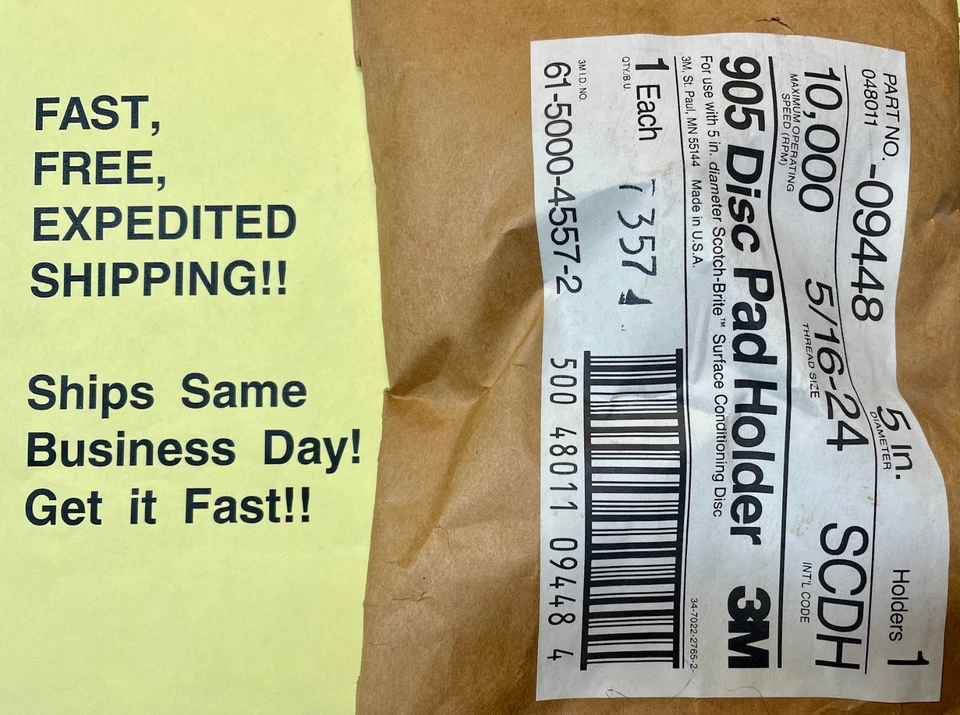 FAST,
FREE,
EXPEDITED
SHIPPING!!
Ships Same
Business Day!
Get it Fast!!
PART NO.
048011 -09448
5 In.
DIAMETER
Holders 1
10,000
MAXIMUM OPERATING
SPEED (RPM)
5/16-24
THREAD SIZE
SCDH
INT'L CODE
905 Disc Pad Holder 3M
For use with 5 in. diameter Scotch-Brite™ Surface Conditioning Disc
3M, St. Paul, MN 55144 Made in U.S.A.
34-7022-2765-2
1 Each
QTY./B.U.
7357
3M I.D. NO.
61-5000-4557-2
500 48011 09448 4